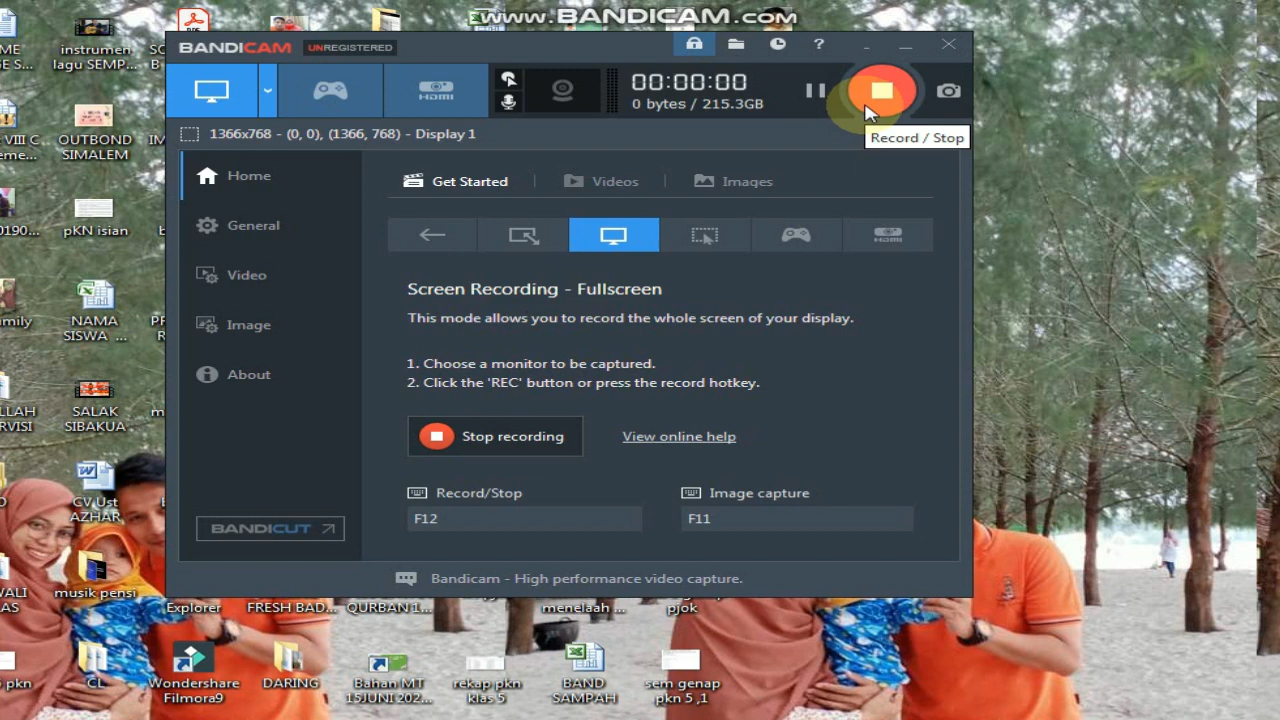 www.BANDICAM.com
BANDICAM UNREGISTERED
?
HDMI
00:00:00
0 bytes / 215.3GB
Record / Stop
1366x768 - (0, 0), (1366, 768) - Display 1
Home
General
Video
Image
About
BANDICUT
Get Started
Videos
Images
HDMI
Screen Recording - Fullscreen
This mode allows you to record the whole screen of your display.
1. Choose a monitor to be captured.
2. Click the 'REC' button or press the record hotkey.
Stop recording
View online help
Record/Stop
F12
Image capture
F11
Bandicam - High performance video capture.
instrumen
lagu SEMP...
OUTBOND
SIMALEM
pKN isian
NAMA
SISWA ...
SALAK
SIBAKUA
CV Ust
AZHAR
musik pensi
CL
Explorer
FRESH BAD...
QURBAN 1...
menelaah ...
pjok
Wondershare
Filmora9
DARING
Bahan MT
15JUNI 202...
rekap pkn
klas 5
BAND
SAMPAH
sem genap
pkn 5 ,1